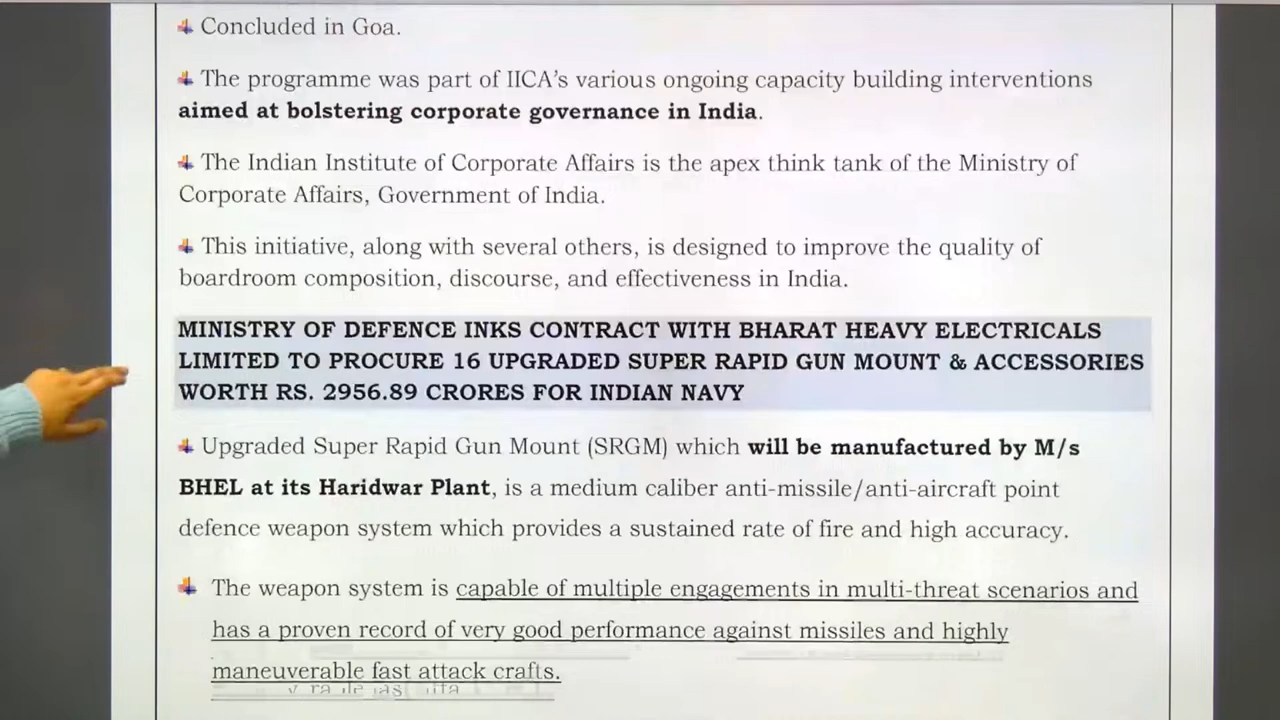 Concluded in Goa.
The programme was part of IICA's various ongoing capacity building interventions
aimed at bolstering corporate governance in India.
The Indian Institute of Corporate Affairs is the apex think tank of the Ministry of
Corporate Affairs, Government of India.
This initiative, along with several others, is designed to improve the quality of
boardroom composition, discourse, and effectiveness in India.
MINISTRY OF DEFENCE INKS CONTRACT WITH BHARAT HEAVY ELECTRICALS
LIMITED TO PROCURE 16 UPGRADED SUPER RAPID GUN MOUNT & ACCESSORIES
WORTH RS. 2956.89 CRORES FOR INDIAN NAVY
Upgraded Super Rapid Gun Mount (SRGM) which will be manufactured by M/s
BHEL at its Haridwar Plant, is a medium caliber anti-missile/anti-aircraft point
defence weapon system which provides a sustained rate of fire and high accuracy.
The weapon system is capable of multiple engagements in multi-threat scenarios and
has a proven record of very good performance against missiles and highly
maneuverable fast attack crafts.